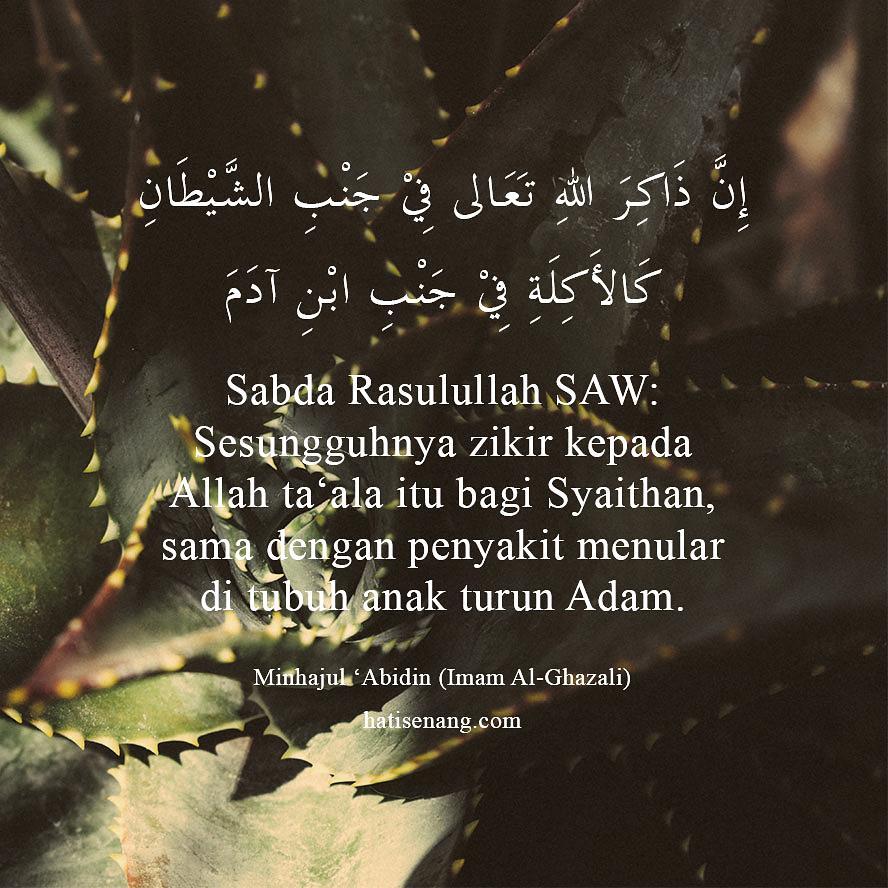 إِنَّ ذَاكِرَ اللهِ تَعَالى فِيْ جَنْبِ الشَّيْطَانِ
كَالأَكِلَةِ فِيْ جَنْبِ ابْنِ آدَمَ
Sabda Rasulullah SAW:
Sesungguhnya zikir kepada
Allah ta‘ala itu bagi Syaithan,
sama dengan penyakit menular
di tubuh anak turun Adam.
Minhajul ‘Abidin (Imam Al-Ghazali)
hatisenang.com